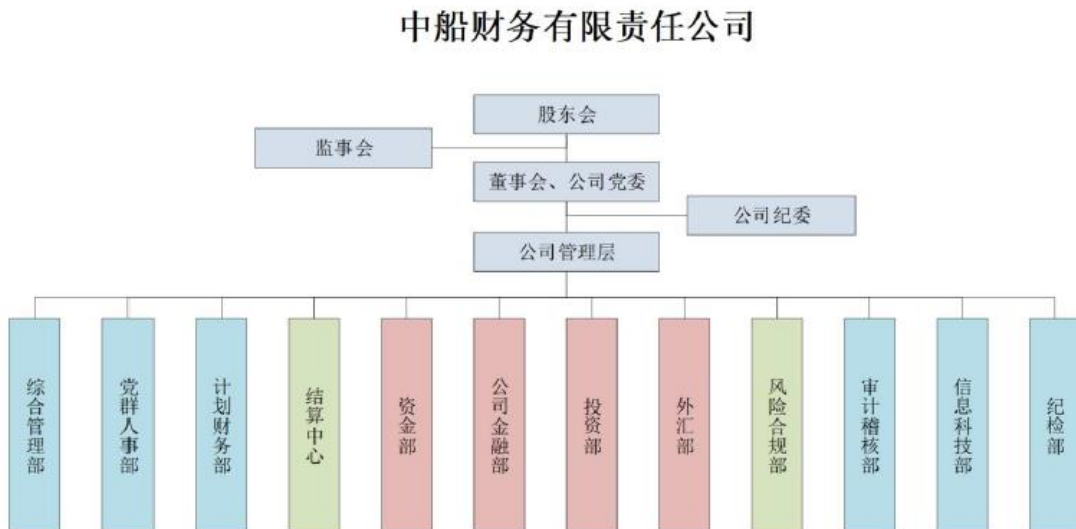 中船财务有限责任公司
股东会
监事会
董事会、公司党委
公司纪委
公司管理层
综合管理部
党群人事部
计划财务部
结算中心
资金部
公司金融部
投资部
外汇部
风险合规部
审计稽核部
信息科技部
纪检部